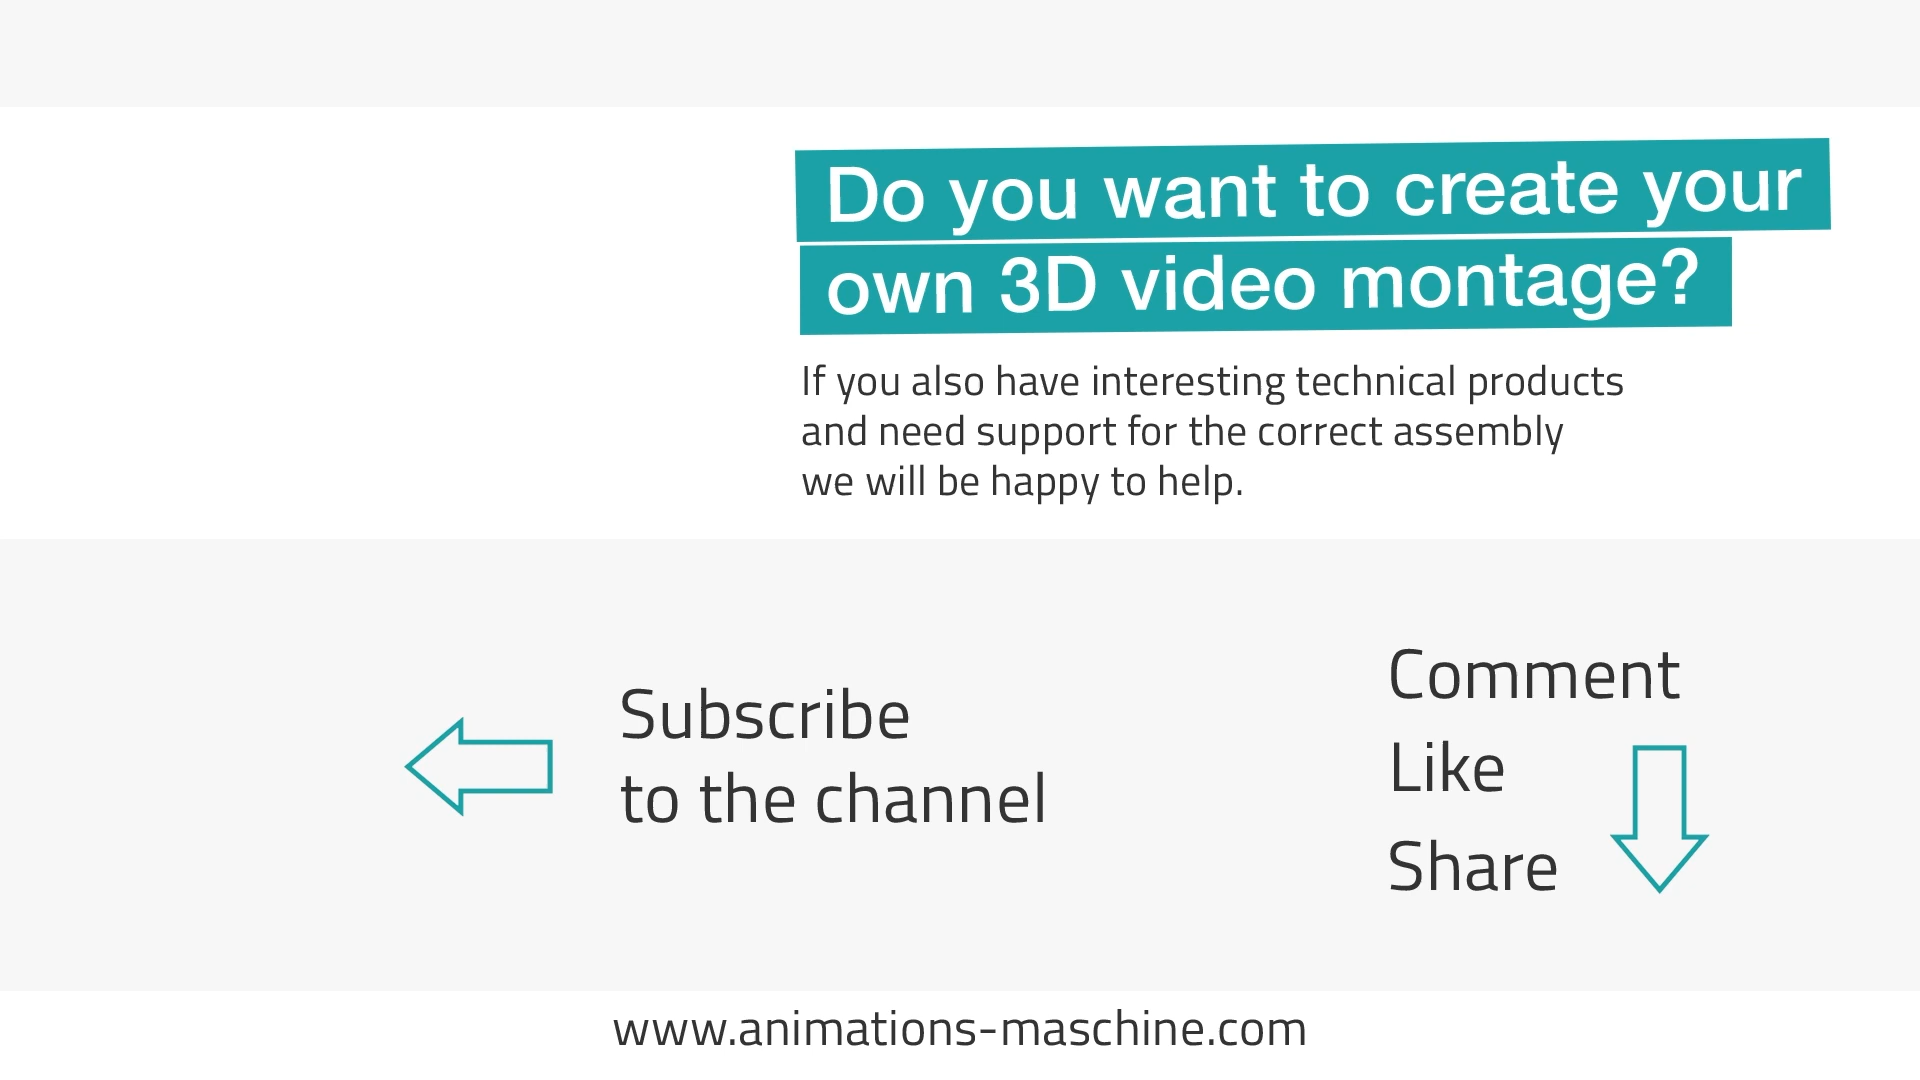 Do you want to create your
own 3D video montage?
If you also have interesting technical products
and need support for the correct assembly
we will be happy to help.
Subscribe
to the channel
Comment
Like
Share
www.animations-maschine.com